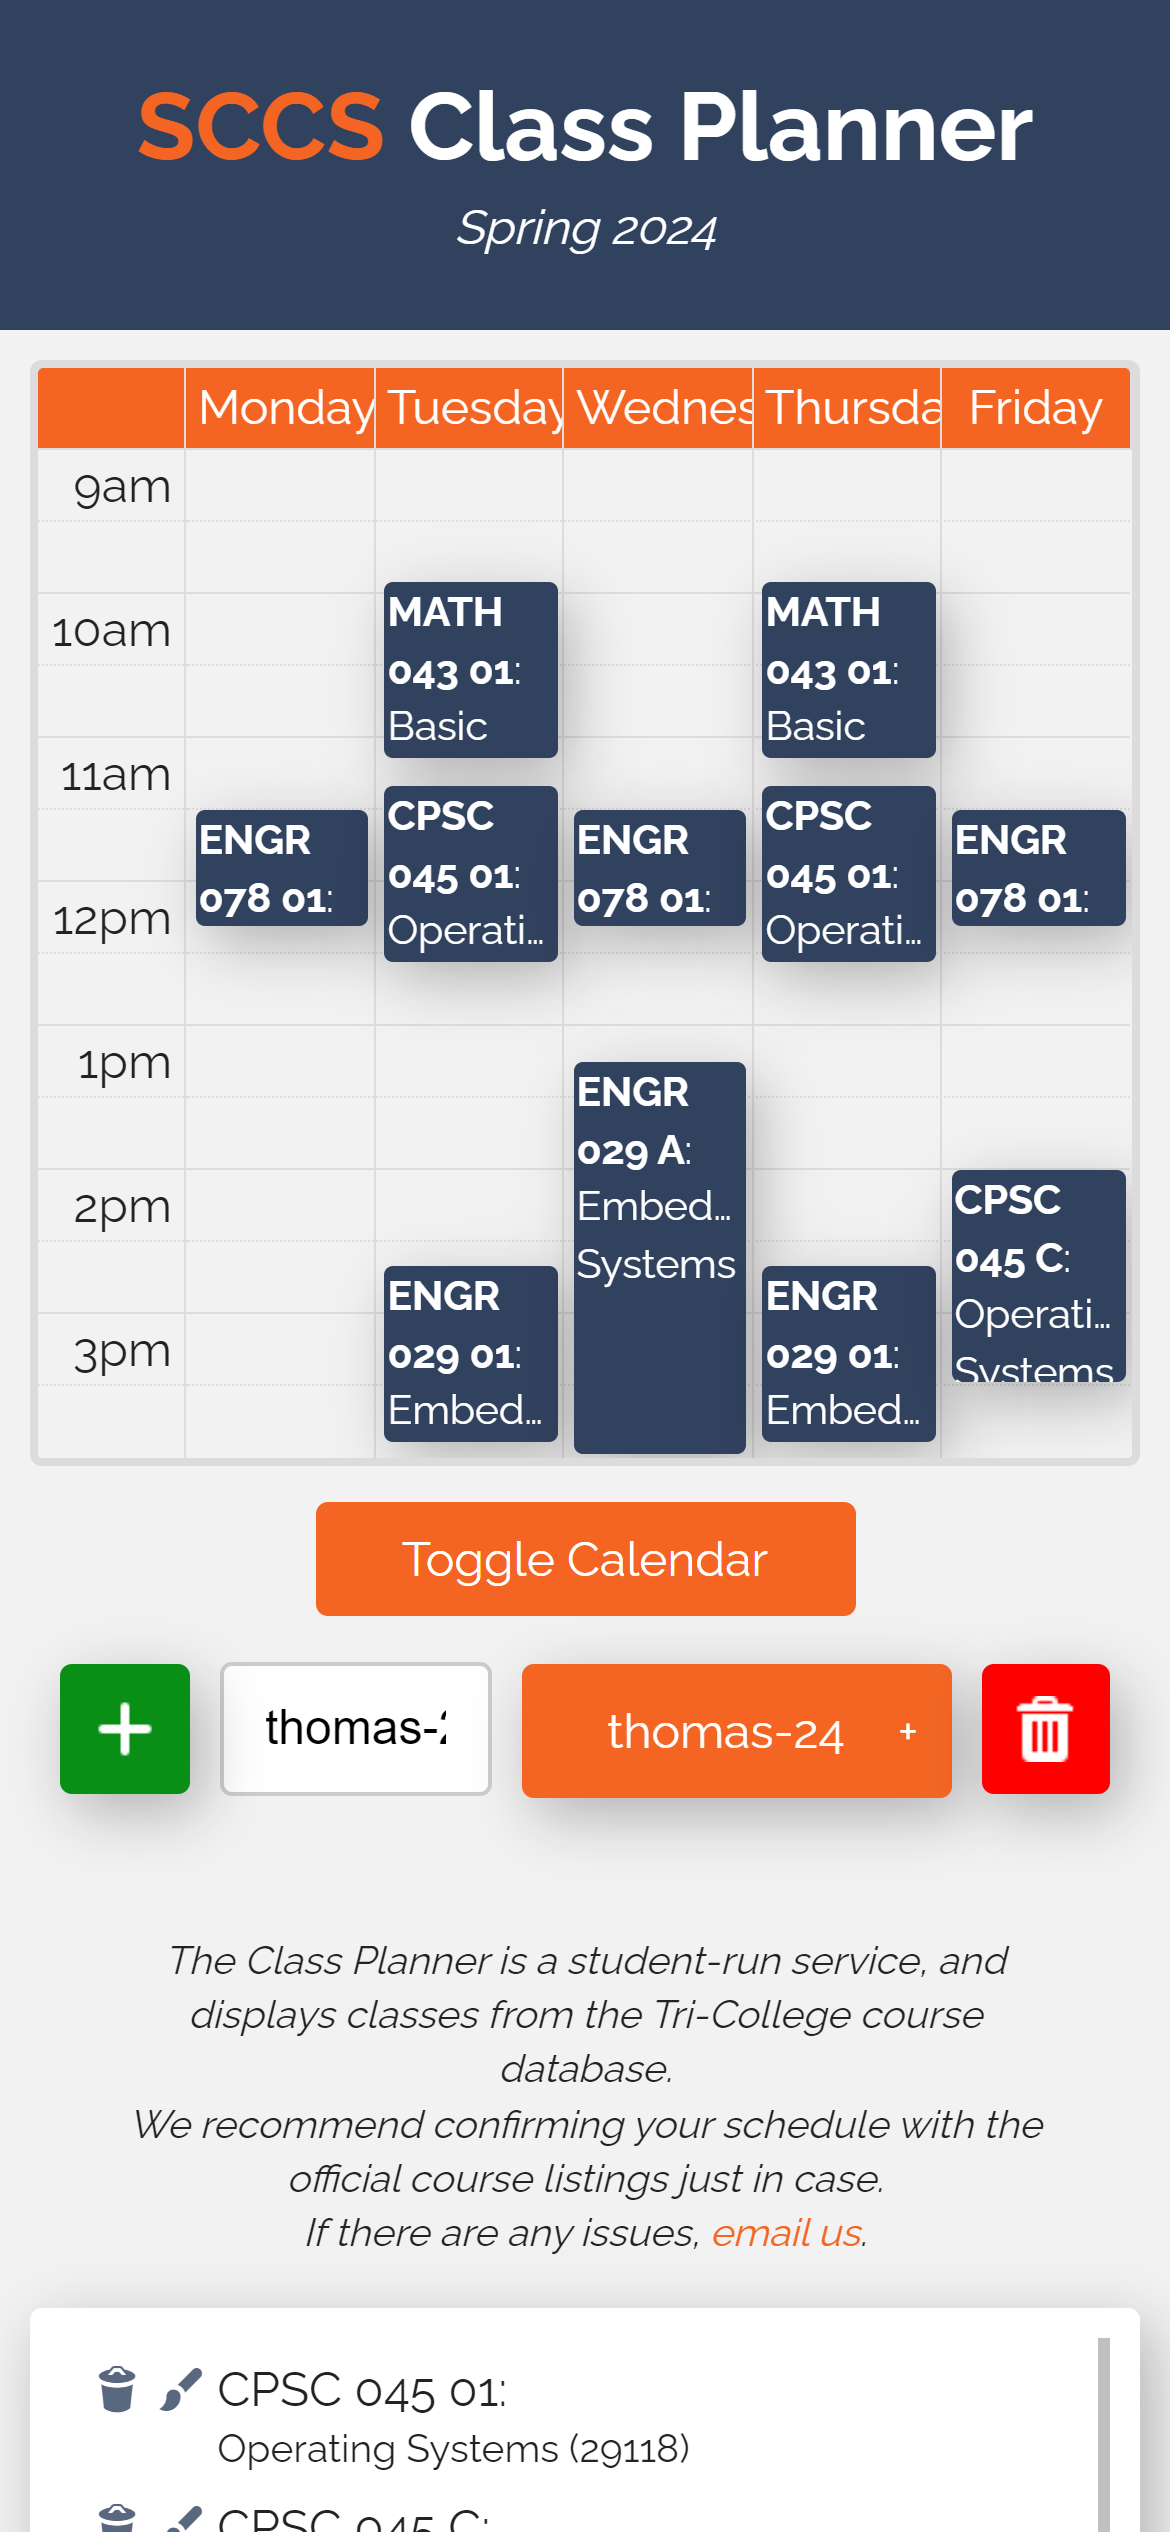 SCCS Class Planner
Spring 2024
Monday Tuesday Wednes Thursda Friday
9am
10am
11am
12pm
1pm
2pm
3pm
ENGR
078 01:
MATH
043 01:
Basic
CPSC
045 01:
Operati...
ENGR
029 01:
Embed...
ENGR
078 01:
ENGR
029 A:
Embed...
Systems
MATH
043 01:
Basic
CPSC
045 01:
Operati...
ENGR
029 01:
Embed...
ENGR
078 01:
CPSC
045 C:
Operati...
Systems
Toggle Calendar
+ thomas-2 thomas-24 +
The Class Planner is a student-run service, and
displays classes from the Tri-College course
database.
We recommend confirming your schedule with the
official course listings just in case.
If there are any issues, email us.
CPSC 045 01:
Operating Systems (29118)
CPSC 045 C: